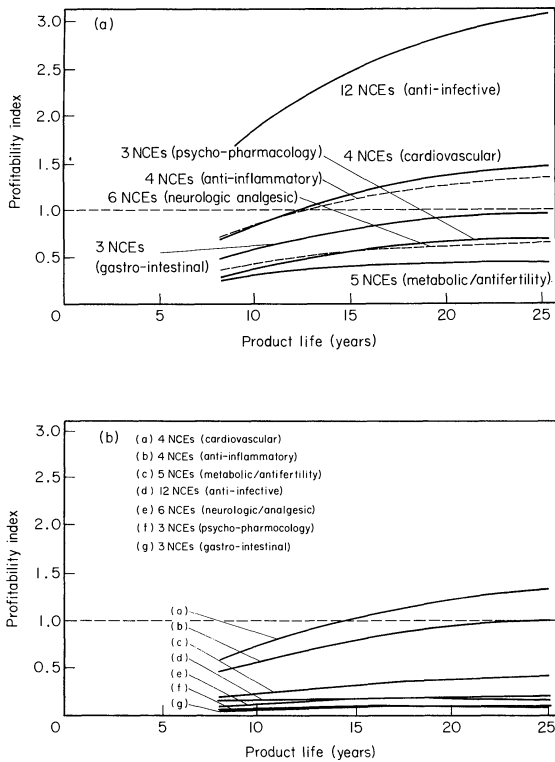 (a)
3.0
2.5
2.0
1.5
1.0
0.5
Profitability index
12 NCEs (anti-infective)
3 NCEs (psycho-pharmacology)
4 NCEs (cardiovascular)
4 NCEs (anti-inflammatory)
6 NCEs (neurologic analgesic)
3 NCEs
(gastro-intestinal)
5 NCEs (metabolic/antifertility)
0 5 10 15 20 25
Product life (years)
(b)
(a) 4 NCEs (cardiovascular)
(b) 4 NCEs (anti-inflammatory)
(c) 5 NCEs (metabolic/antifertility)
(d) 12 NCEs (anti-infective)
(e) 6 NCEs (neurologic/analgesic)
(f) 3 NCEs (psycho-pharmocology)
(g) 3 NCEs (gastro-intestinal)
3.0
2.5
2.0
1.5
1.0
0.5
Profitability index
(a)
(b)
(c)
(d)
(e)
(f)
(g)
0 5 10 15 20 25
Product life (years)